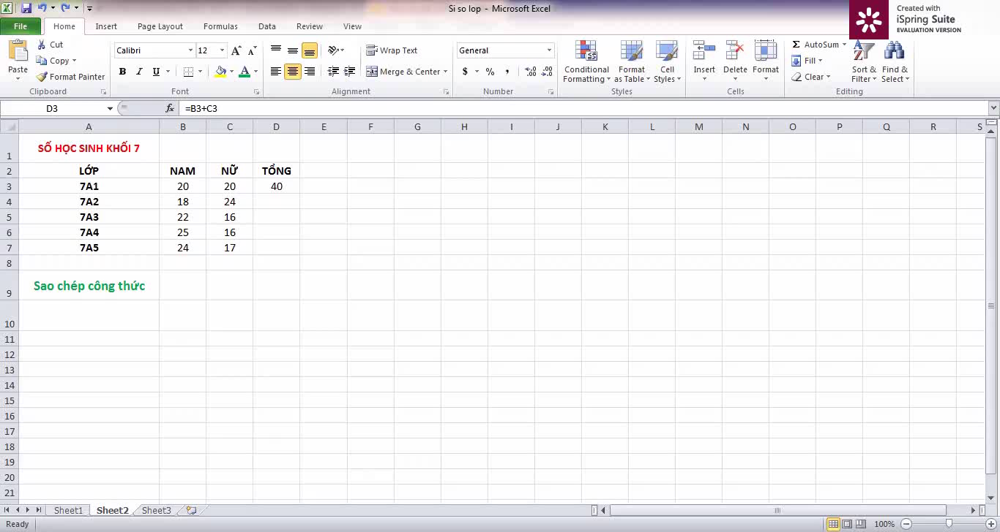 Si so lop - Microsoft Excel
Created with
iSpring Suite
EVALUATION VERSION
File Home Insert Page Layout Formulas Data Review View
Paste
Cut
Copy
Format Painter
Clipboard
Calibri 12
B I U
Font
Wrap Text
Merge & Center
Alignment
General
$ % ,
Number
Conditional Formatting
Format as Table
Cell Styles
Styles
Insert Delete Format
Cells
AutoSum
Fill
Clear
Sort & Filter
Find & Select
Editing
D3 fx =B3+C3
A B C D E F G H I J K L M N O P Q R S
1 SỐ HỌC SINH KHỐI 7
2 LỚP NAM NỮ TỔNG
3 7A1 20 20 40
4 7A2 18 24
5 7A3 22 16
6 7A4 25 16
7 7A5 24 17
8
9 Sao chép công thức
10
11
12
13
14
15
16
17
18
19
20
21
Sheet1 Sheet2 Sheet3
Ready 100%